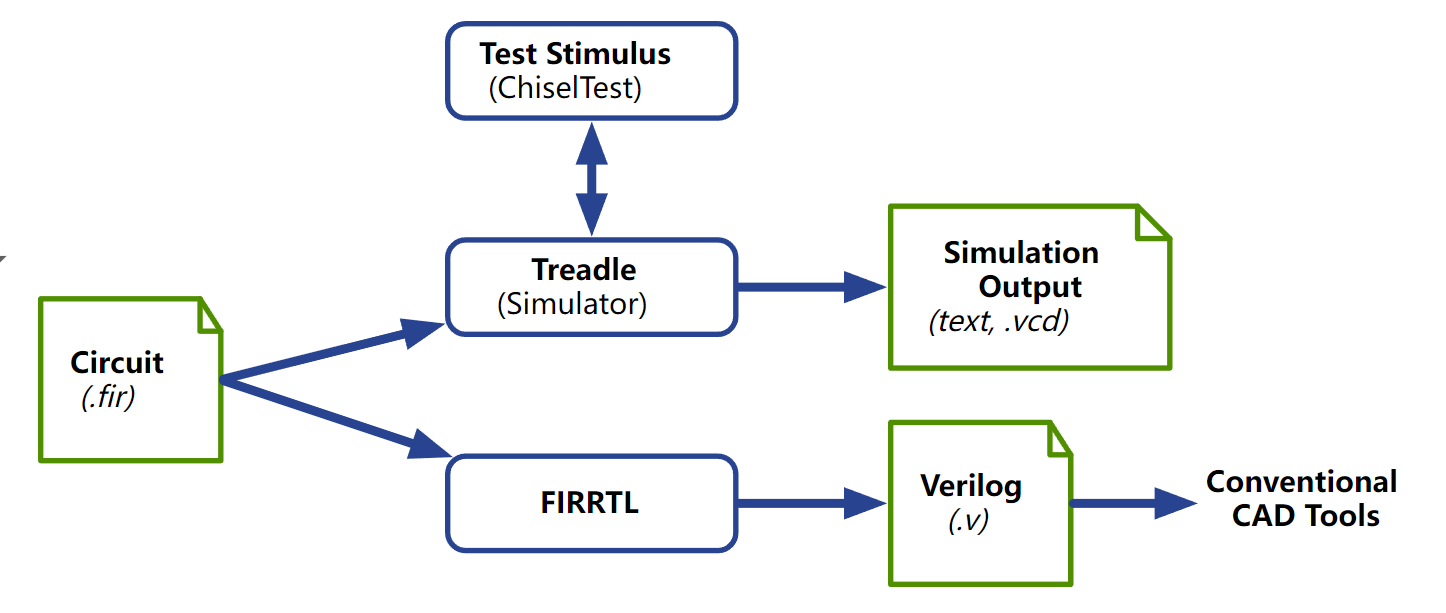 Test Stimulus
(ChiselTest)
Treadle
(Simulator)
Simulation
Output
(text, .vcd)
Circuit
(.fir)
FIRRTL
Verilog
(.v)
Conventional
CAD Tools